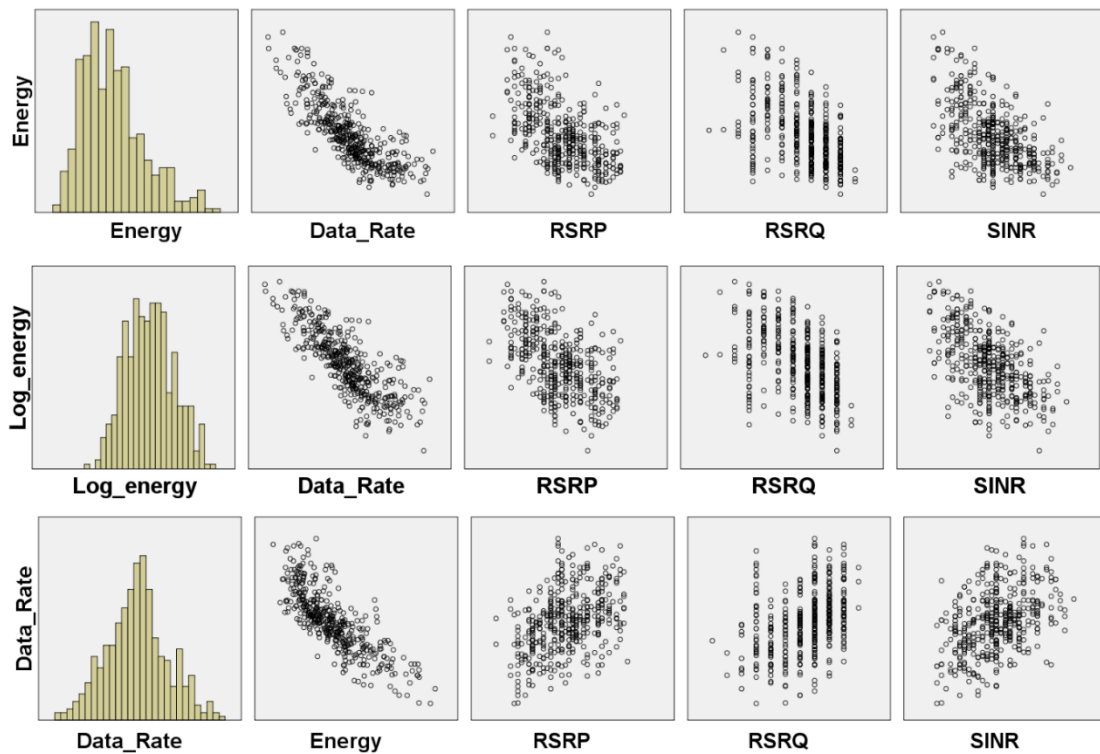 Energy
Energy Data_Rate RSRP RSRQ SINR
Log_energy
Log_energy Data_Rate RSRP RSRQ SINR
Data_Rate
Data_Rate Energy RSRP RSRQ SINR